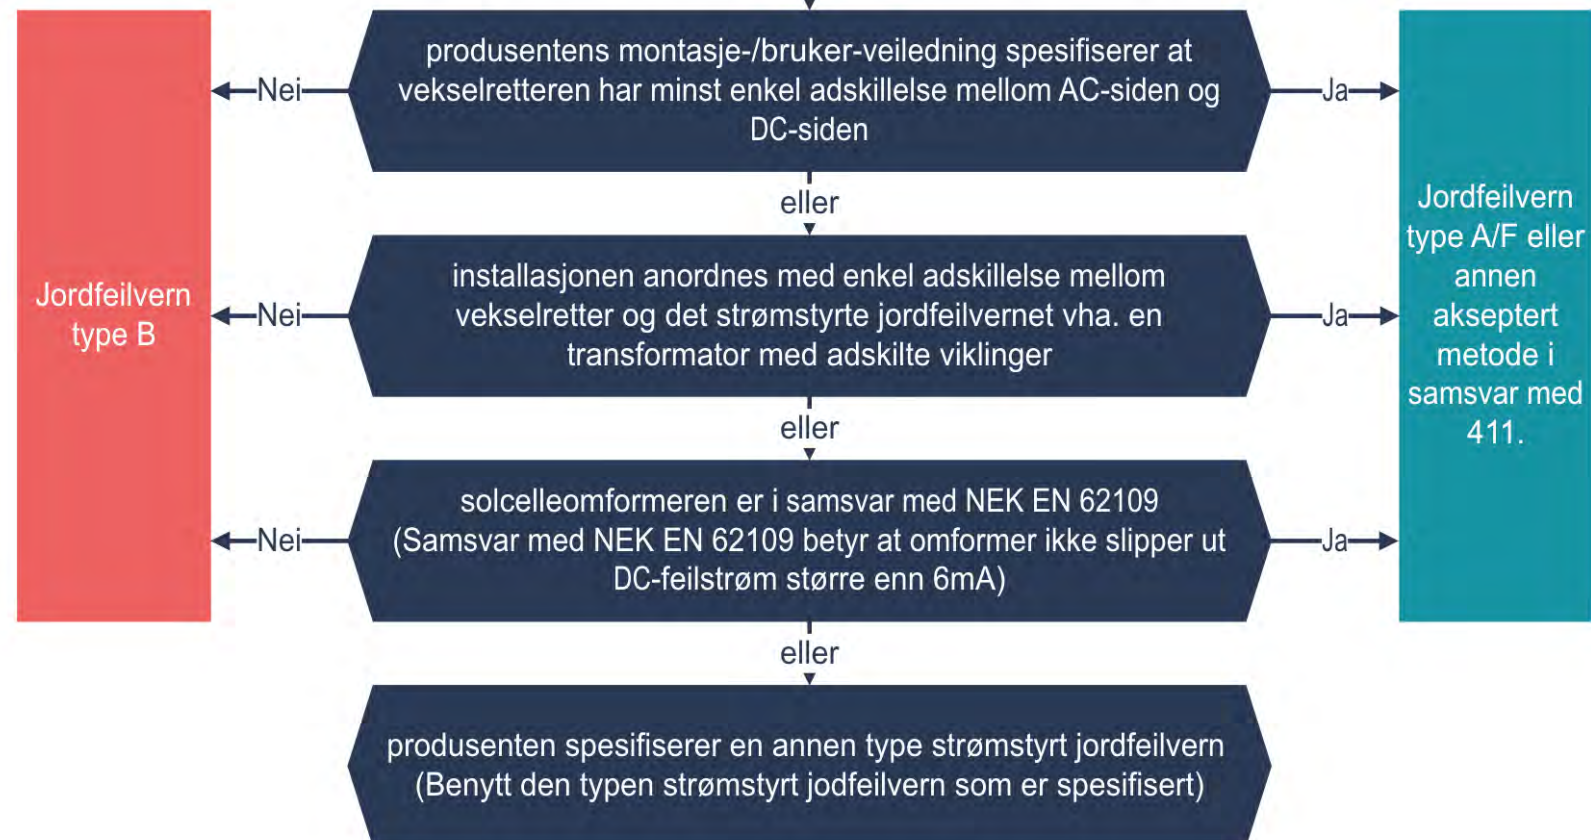 produsentens montasje-/bruker-veiledning spesifiserer at
vekselretteren har minst enkel adskillelse mellom AC-siden og
DC-siden
Nei
Ja
eller
installasjonen anordnes med enkel adskillelse mellom
vekselretter og det strømstyrte jordfeilvernet vha. en
transformator med adskilte viklinger
Nei
Ja
eller
solcelleomformeren er i samsvar med NEK EN 62109
(Samsvar med NEK EN 62109 betyr at omformer ikke slipper ut
DC-feilstrøm større enn 6mA)
Nei
Ja
eller
produsenten spesifiserer en annen type strømstyrt jordfeilvern
(Benytt den typen strømstyrt jodfeilvern som er spesifisert)
Jordfeilvern
type B
Jordfeilvern
type A/F eller
annen
akseptert
metode i
samsvar med
411.